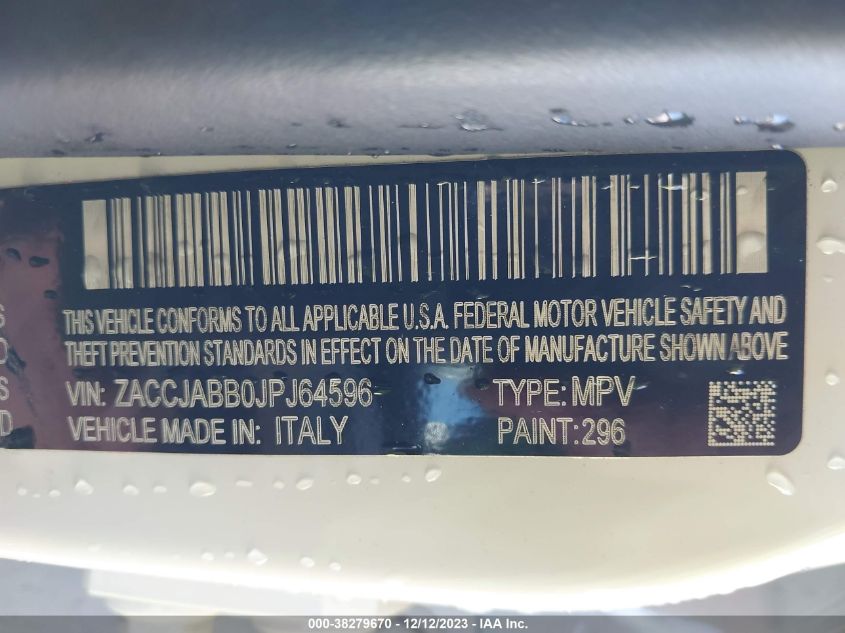 THIS VEHICLE CONFORMS TO ALL APPLICABLE U.S.A. FEDERAL MOTOR VEHICLE SAFETY AND
THEFT PREVENTION STANDARDS IN EFFECT ON THE DATE OF MANUFACTURE SHOWN ABOVE
VIN: ZACCJABB0JPJ64596 TYPE:MPV
VEHICLE MADE IN: ITALY PAINT:296
000-38279670 - 12/12/2023 - IAA Inc.